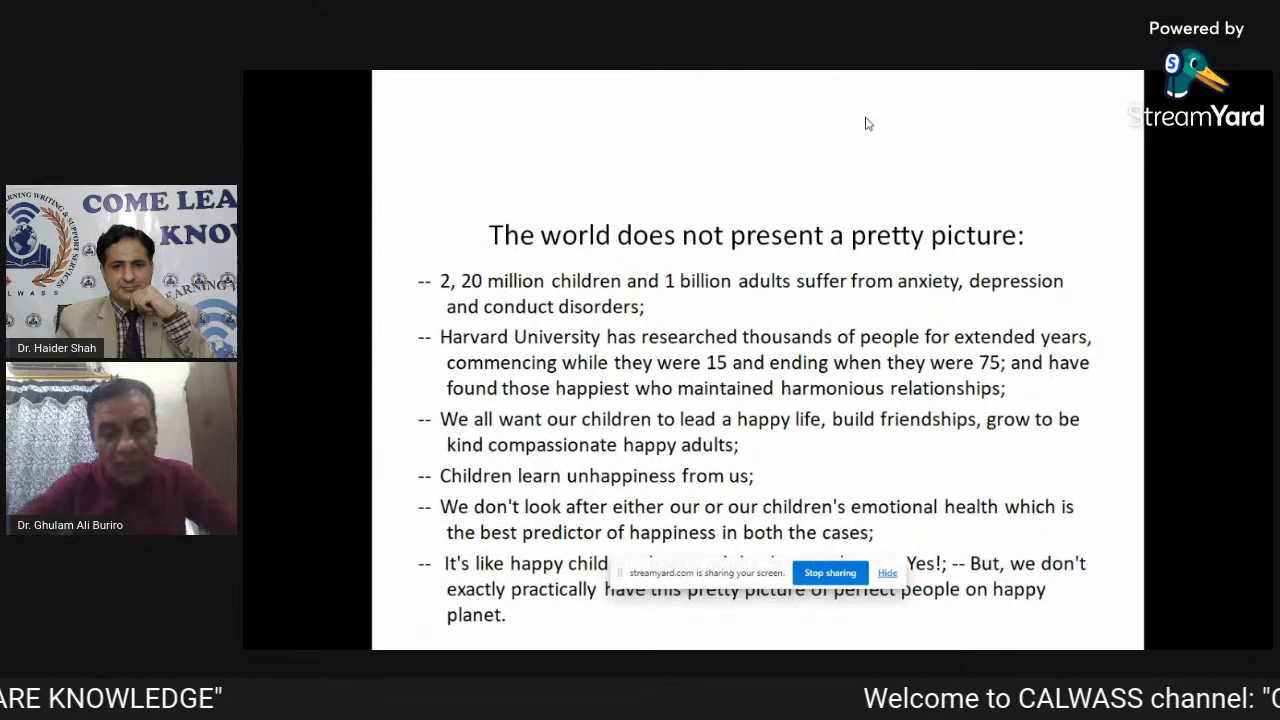 Powered by
StreamYard
COME LEA
KNOW
CALWASS
Dr. Haider Shah
Dr. Ghulam Ali Buriro
The world does not present a pretty picture:
-- 2, 20 million children and 1 billion adults suffer from anxiety, depression
and conduct disorders;
-- Harvard University has researched thousands of people for extended years,
commencing while they were 15 and ending when they were 75; and have
found those happiest who maintained harmonious relationships;
-- We all want our children to lead a happy life, build friendships, grow to be
kind compassionate happy adults;
-- Children learn unhappiness from us;
-- We don't look after either our or our children's emotional health which is
the best predictor of happiness in both the cases;
-- It's like happy child Yes!; -- But, we don't
streamyard.com is sharing your screen. Stop sharing Hide
exactly practically have this pretty picture of perfect people on happy
planet.
ARE KNOWLEDGE" Welcome to CALWASS channel: "C